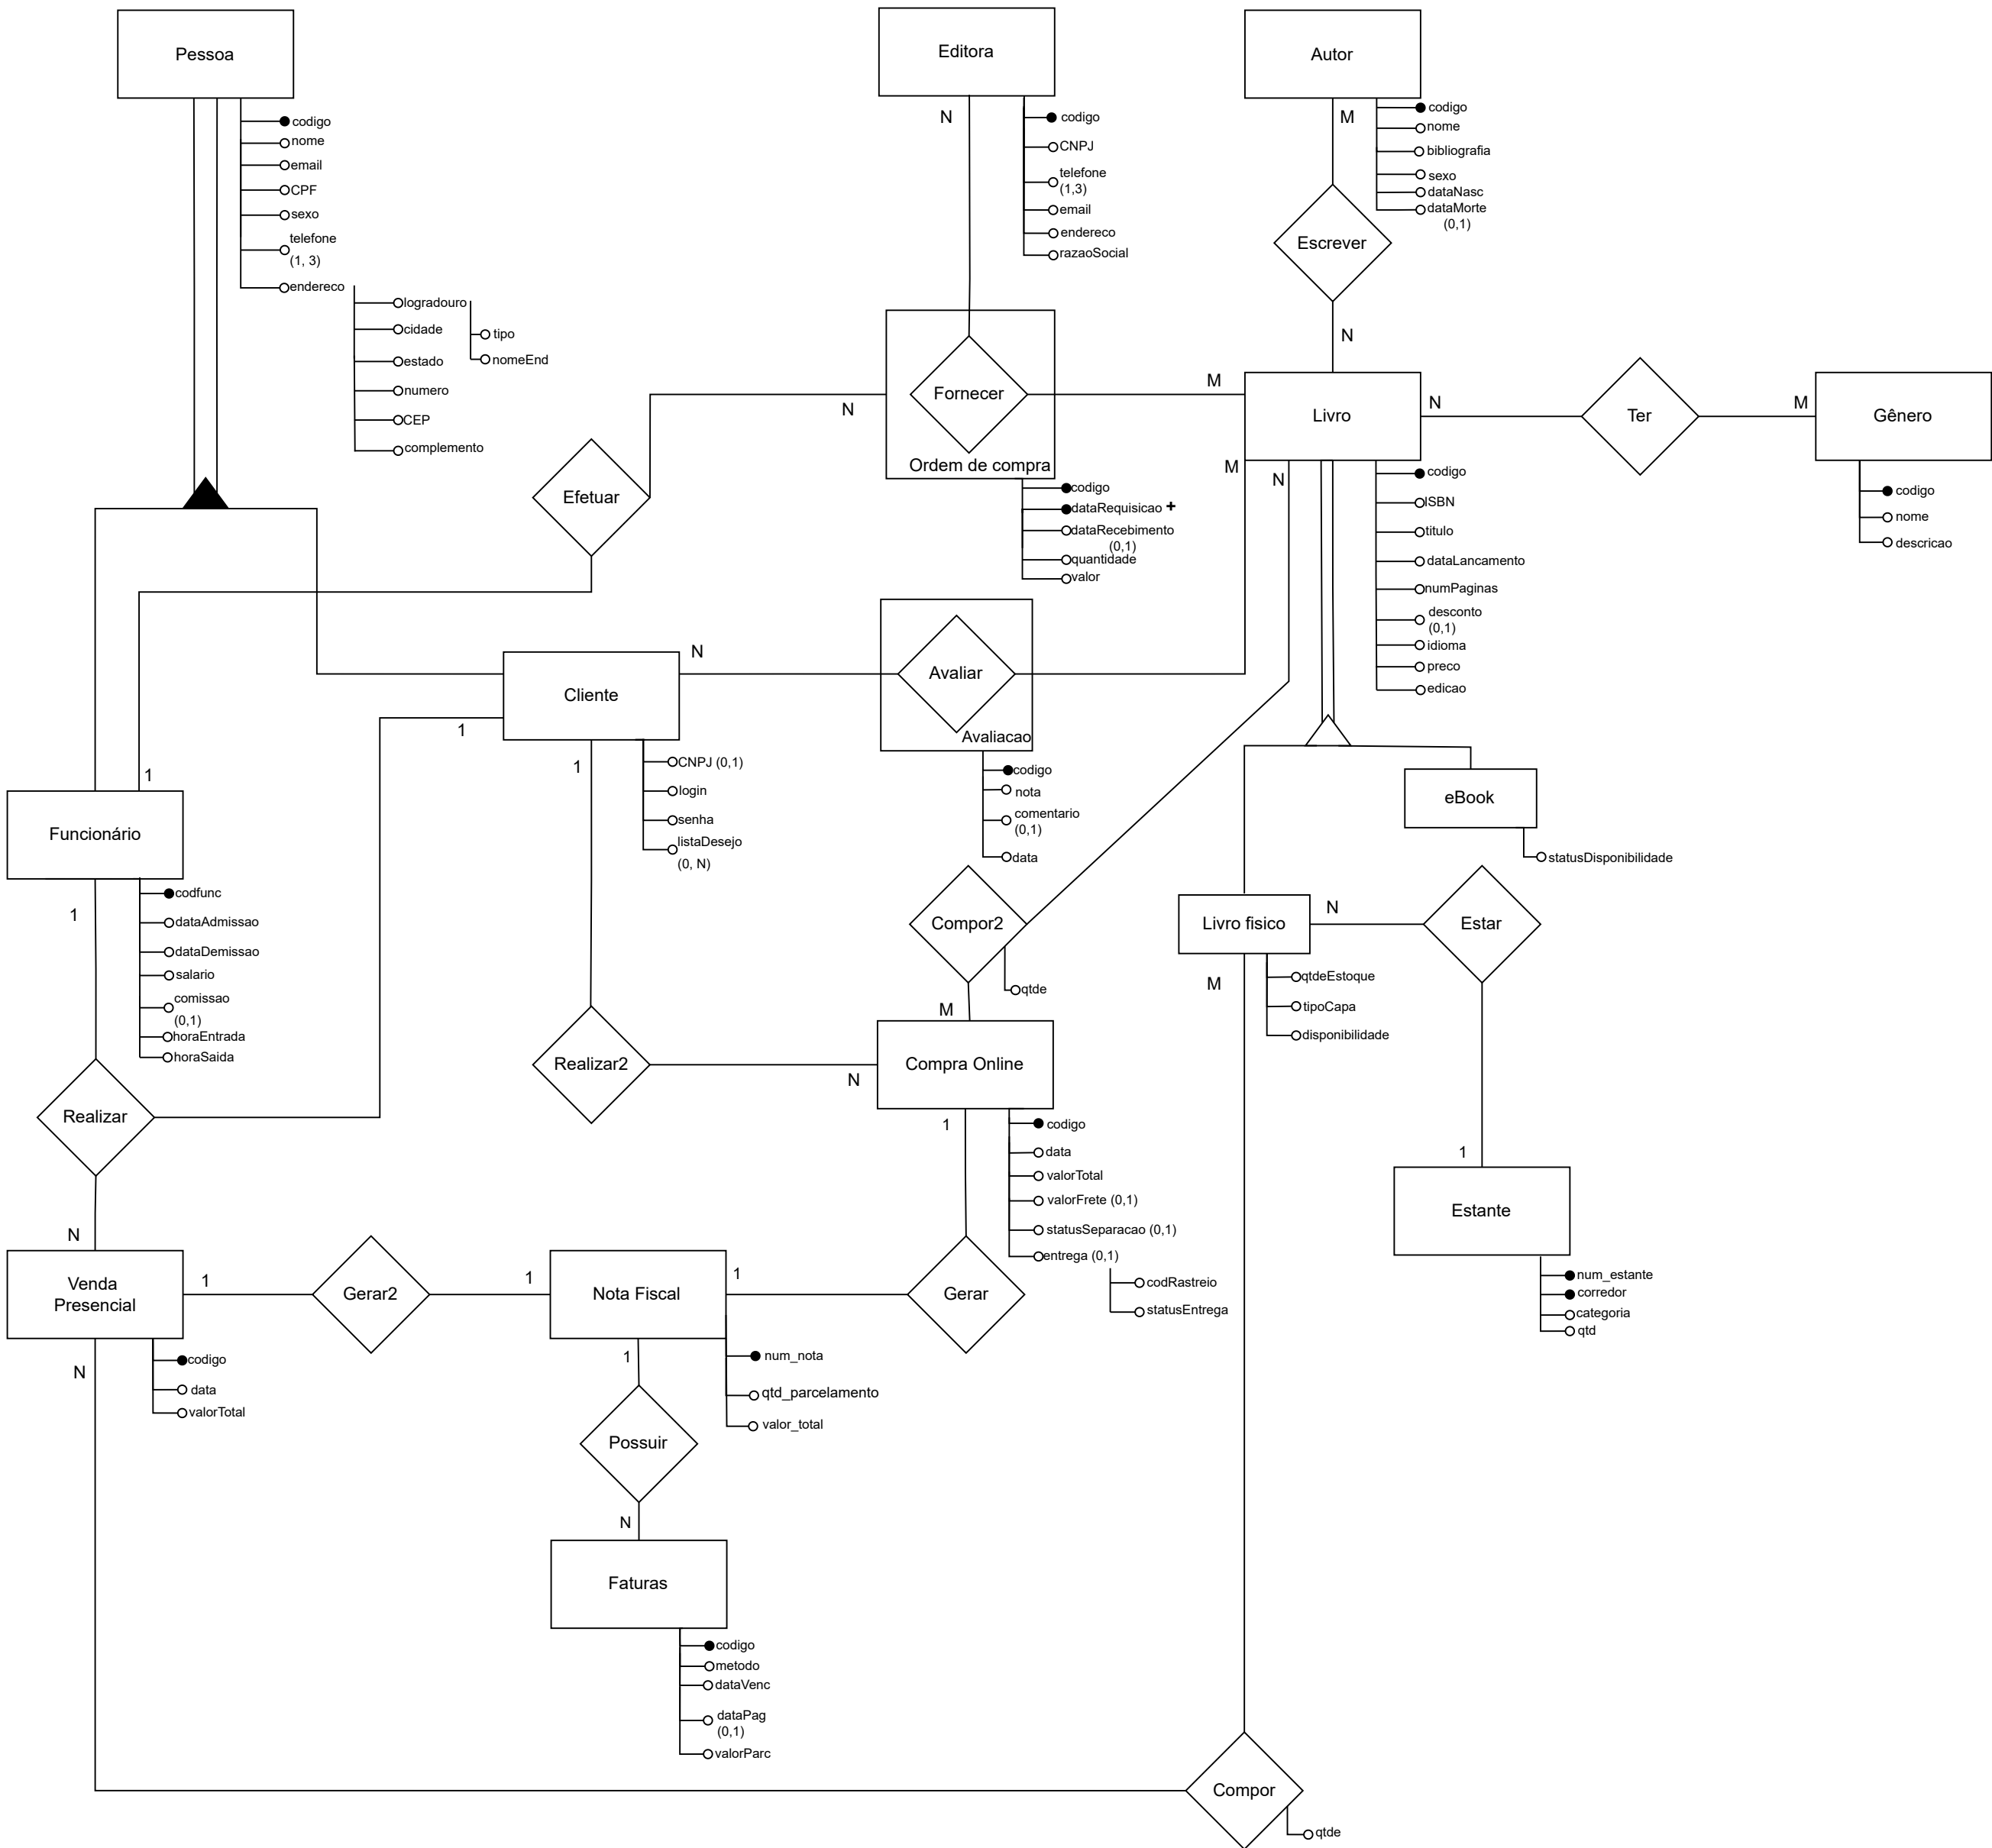 Pessoa
codigo
nome
email
CPF
sexo
telefone
(1, 3)
endereco
logradouro
cidade
estado
numero
CEP
complemento
tipo
nomeEnd
Editora
N
codigo
CNPJ
telefone
(1,3)
email
endereco
razaoSocial
Autor
M
codigo
nome
bibliografia
sexo
dataNasc
dataMorte
(0,1)
Escrever
N
Fornecer
M
N
Ordem de compra
codigo
dataRequisicao +
dataRecebimento
(0,1)
quantidade
valor
Efetuar
Livro
N
Ter
M
Gênero
codigo
nome
descricao
M
N
codigo
ISBN
titulo
dataLancamento
numPaginas
desconto
(0,1)
idioma
preco
edicao
Cliente
N
1
1
CNPJ (0,1)
login
senha
listaDesejo
(0, N)
Avaliar
Avaliacao
codigo
nota
comentario
(0,1)
data
1
Funcionário
1
codfunc
dataAdmissao
dataDemissao
salario
comissao
(0,1)
horaEntrada
horaSaida
eBook
statusDisponibilidade
Livro fisico
N
Estar
M
qtdeEstoque
tipoCapa
disponibilidade
1
Estante
num_estante
corredor
categoria
qtd
Compor2
qtde
M
Realizar2
N
Compra Online
1
codigo
data
valorTotal
valorFrete (0,1)
statusSeparacao (0,1)
entrega (0,1)
codRastreio
statusEntrega
Realizar
N
Venda
Presencial
1
Gerar2
1
Nota Fiscal
1
Gerar
N
codigo
data
valorTotal
1
num_nota
qtd_parcelamento
valor_total
Possuir
N
Faturas
codigo
metodo
dataVenc
dataPag
(0,1)
valorParc
Compor
qtde